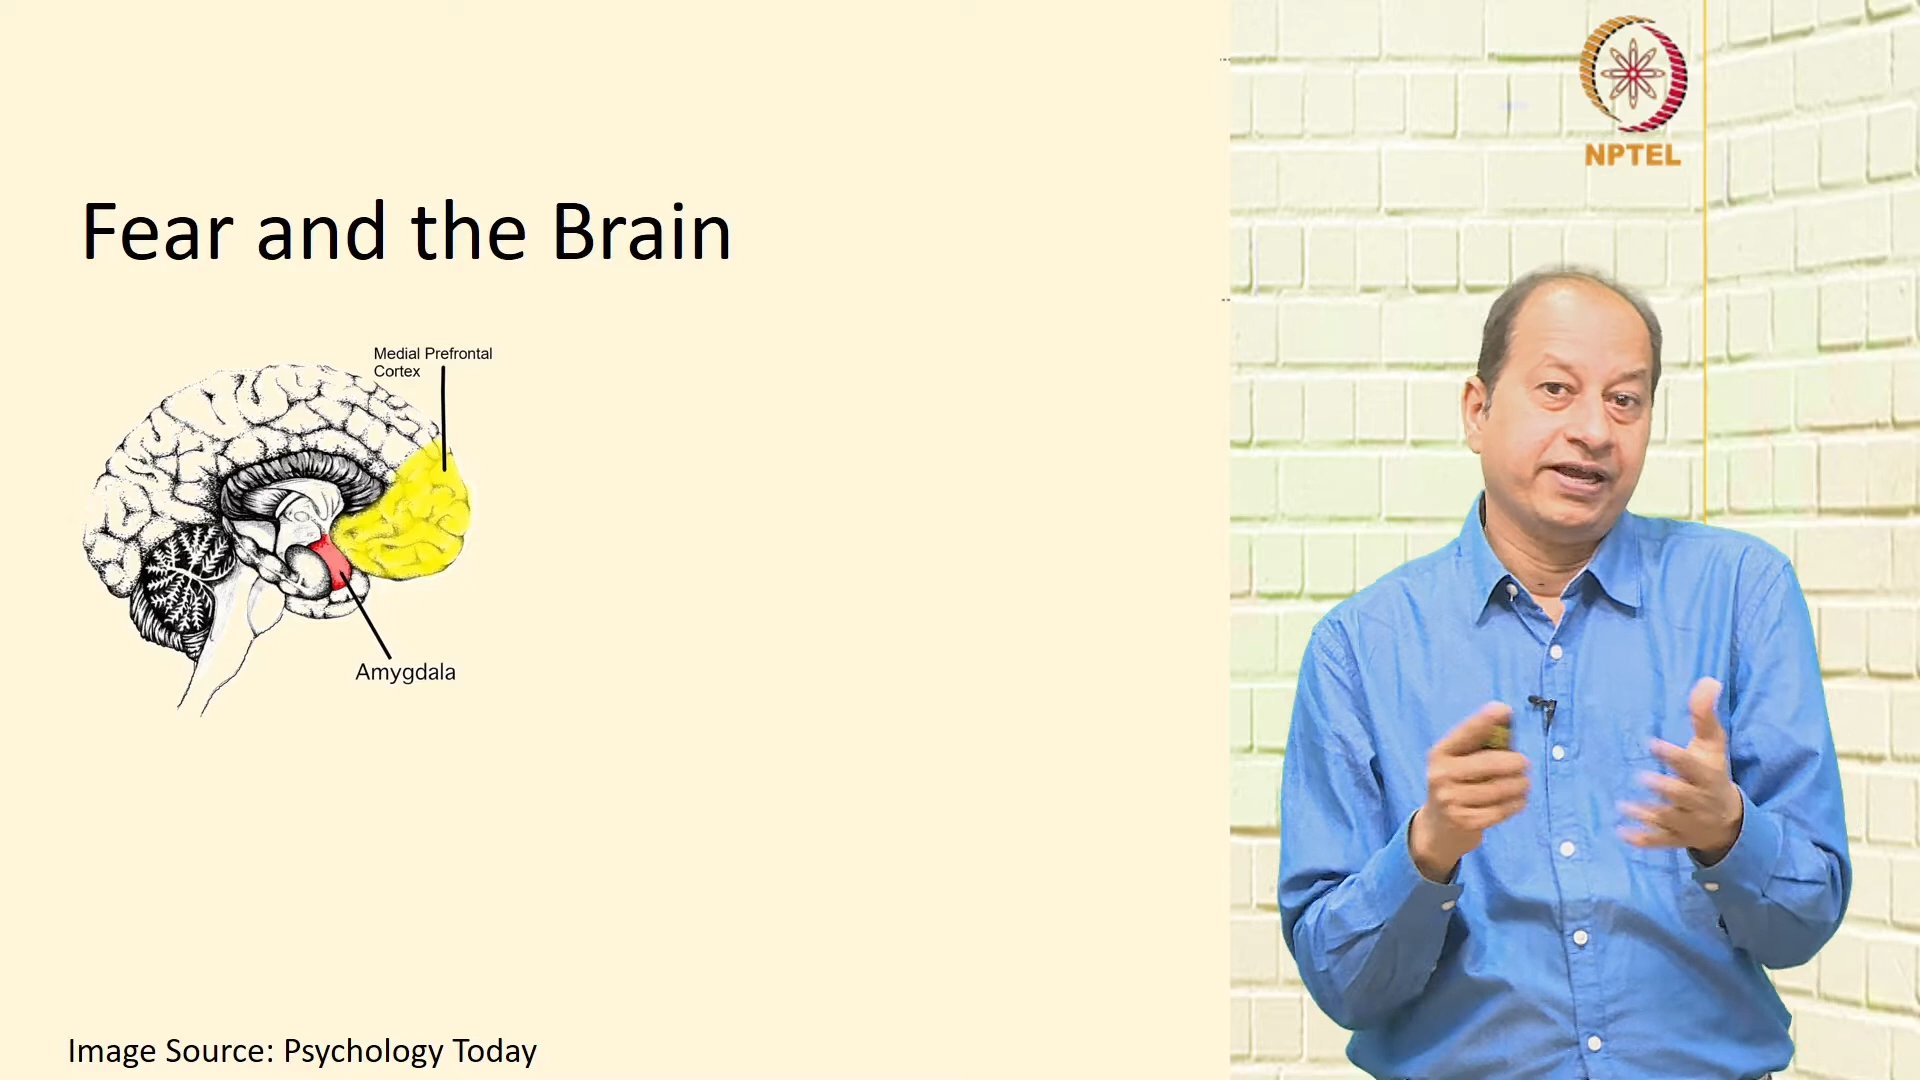 NPTEL
Fear and the Brain
Medial Prefrontal
Cortex
Amygdala
Image Source: Psychology Today